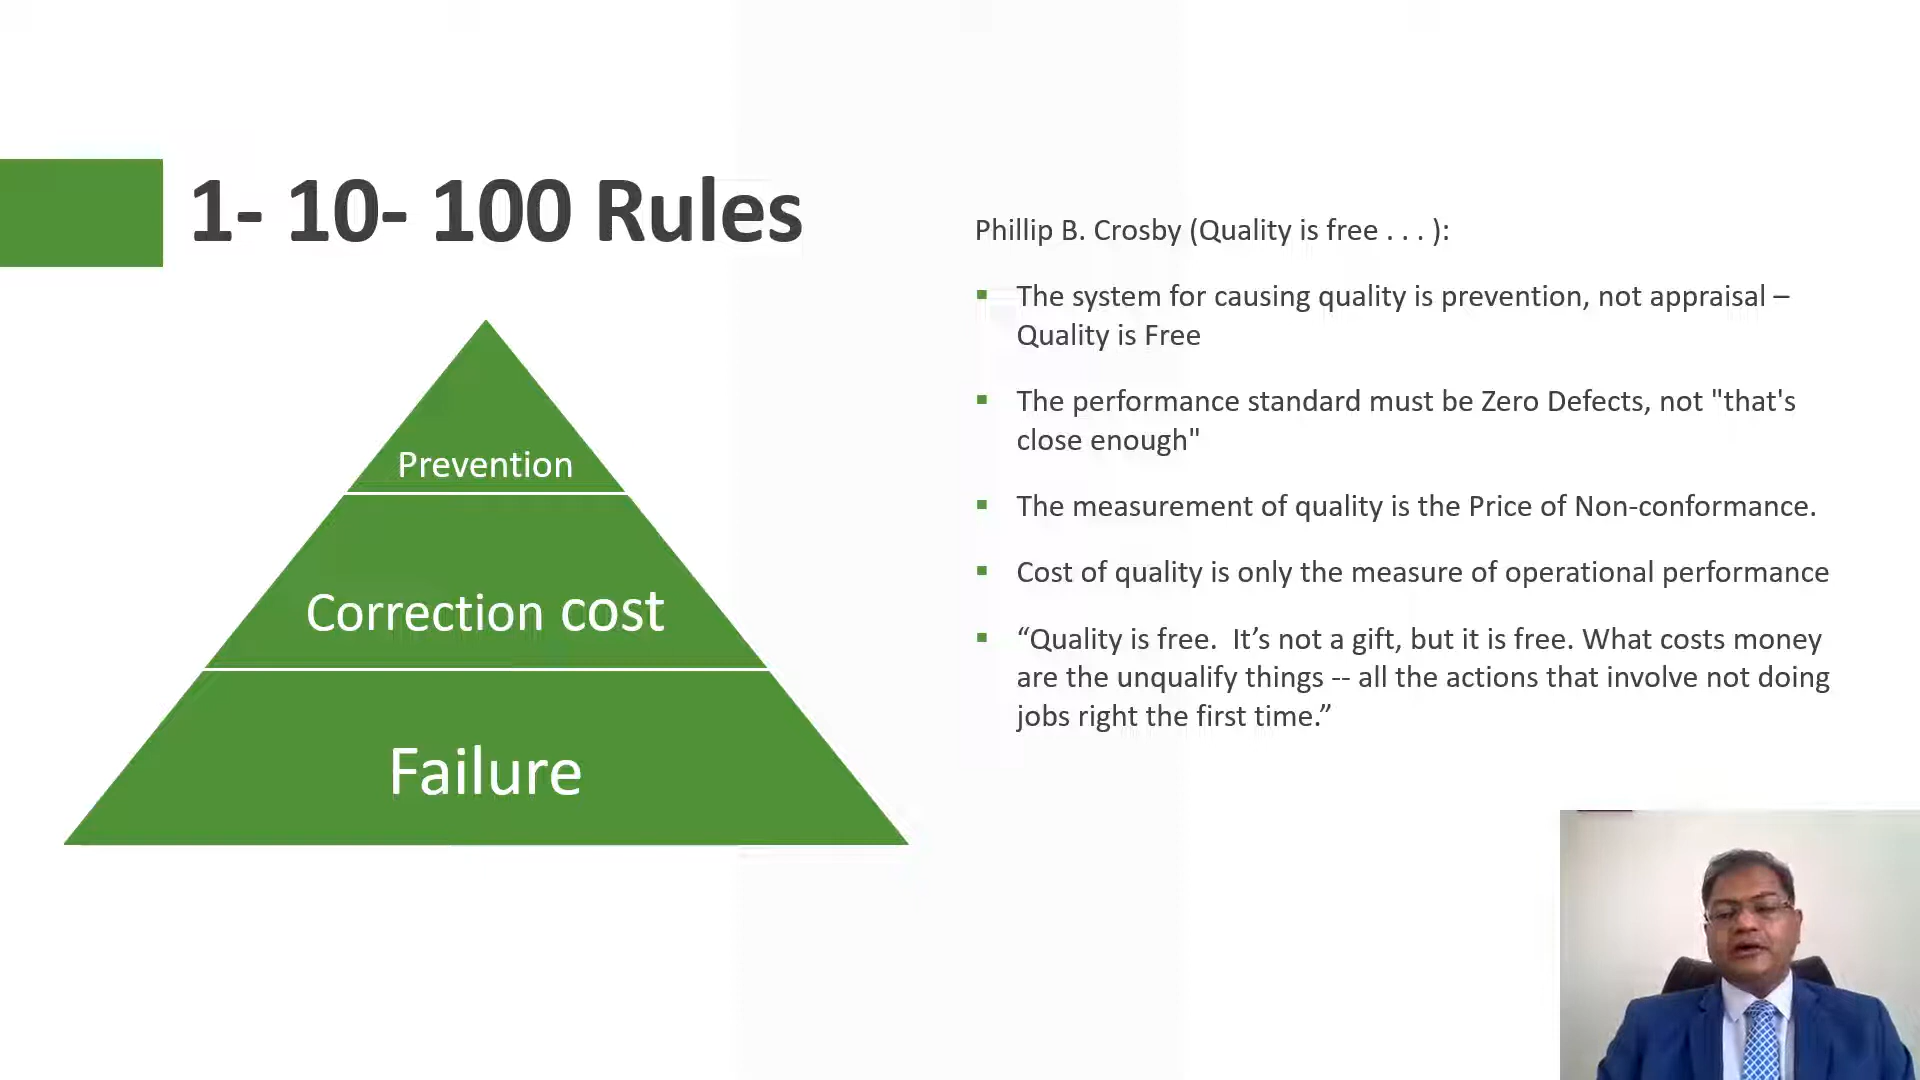 1- 10- 100 Rules
Prevention
Correction cost
Failure
Phillip B. Crosby (Quality is free . . . ):
▪ The system for causing quality is prevention, not appraisal –
Quality is Free
▪ The performance standard must be Zero Defects, not "that's
close enough"
▪ The measurement of quality is the Price of Non-conformance.
▪ Cost of quality is only the measure of operational performance
▪ “Quality is free.  It’s not a gift, but it is free. What costs money
are the unqualify things -- all the actions that involve not doing
jobs right the first time.”